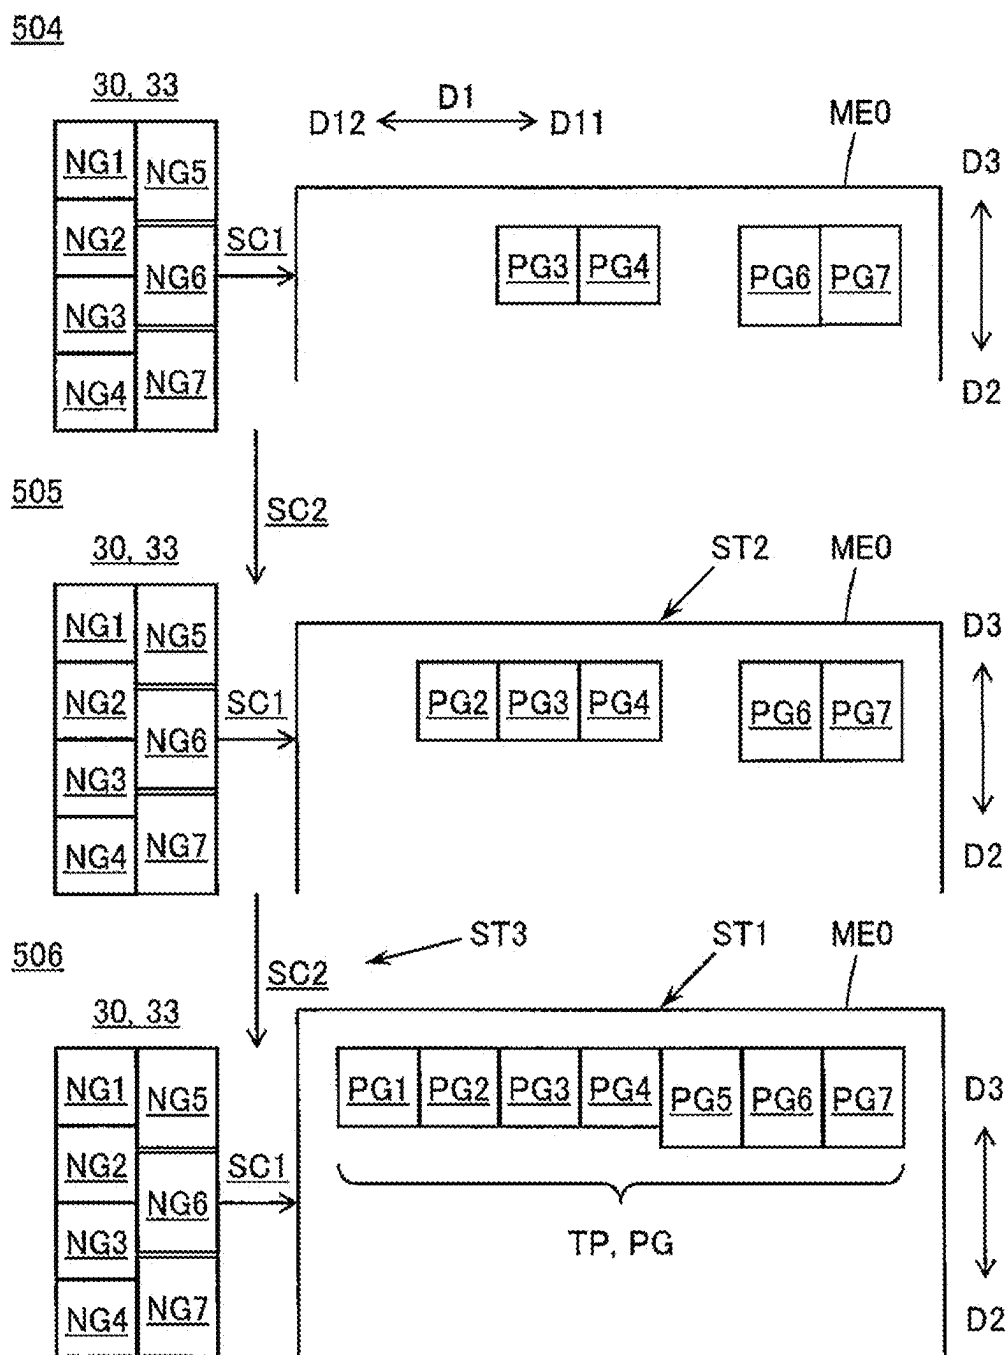 504
30, 33
D1
D12 D11
ME0
D3
NG1 NG5
NG2 NG6
NG3
NG4 NG7
SC1
PG3 PG4 PG6 PG7
D2
SC2
505
30, 33
ST2
ME0
D3
NG1 NG5
NG2 NG6
NG3
NG4 NG7
SC1
PG2 PG3 PG4 PG6 PG7
D2
SC2
ST3
ST1
ME0
506
30, 33
D3
NG1 NG5
NG2 NG6
NG3
NG4 NG7
SC1
PG1 PG2 PG3 PG4 PG5 PG6 PG7
TP, PG
D2